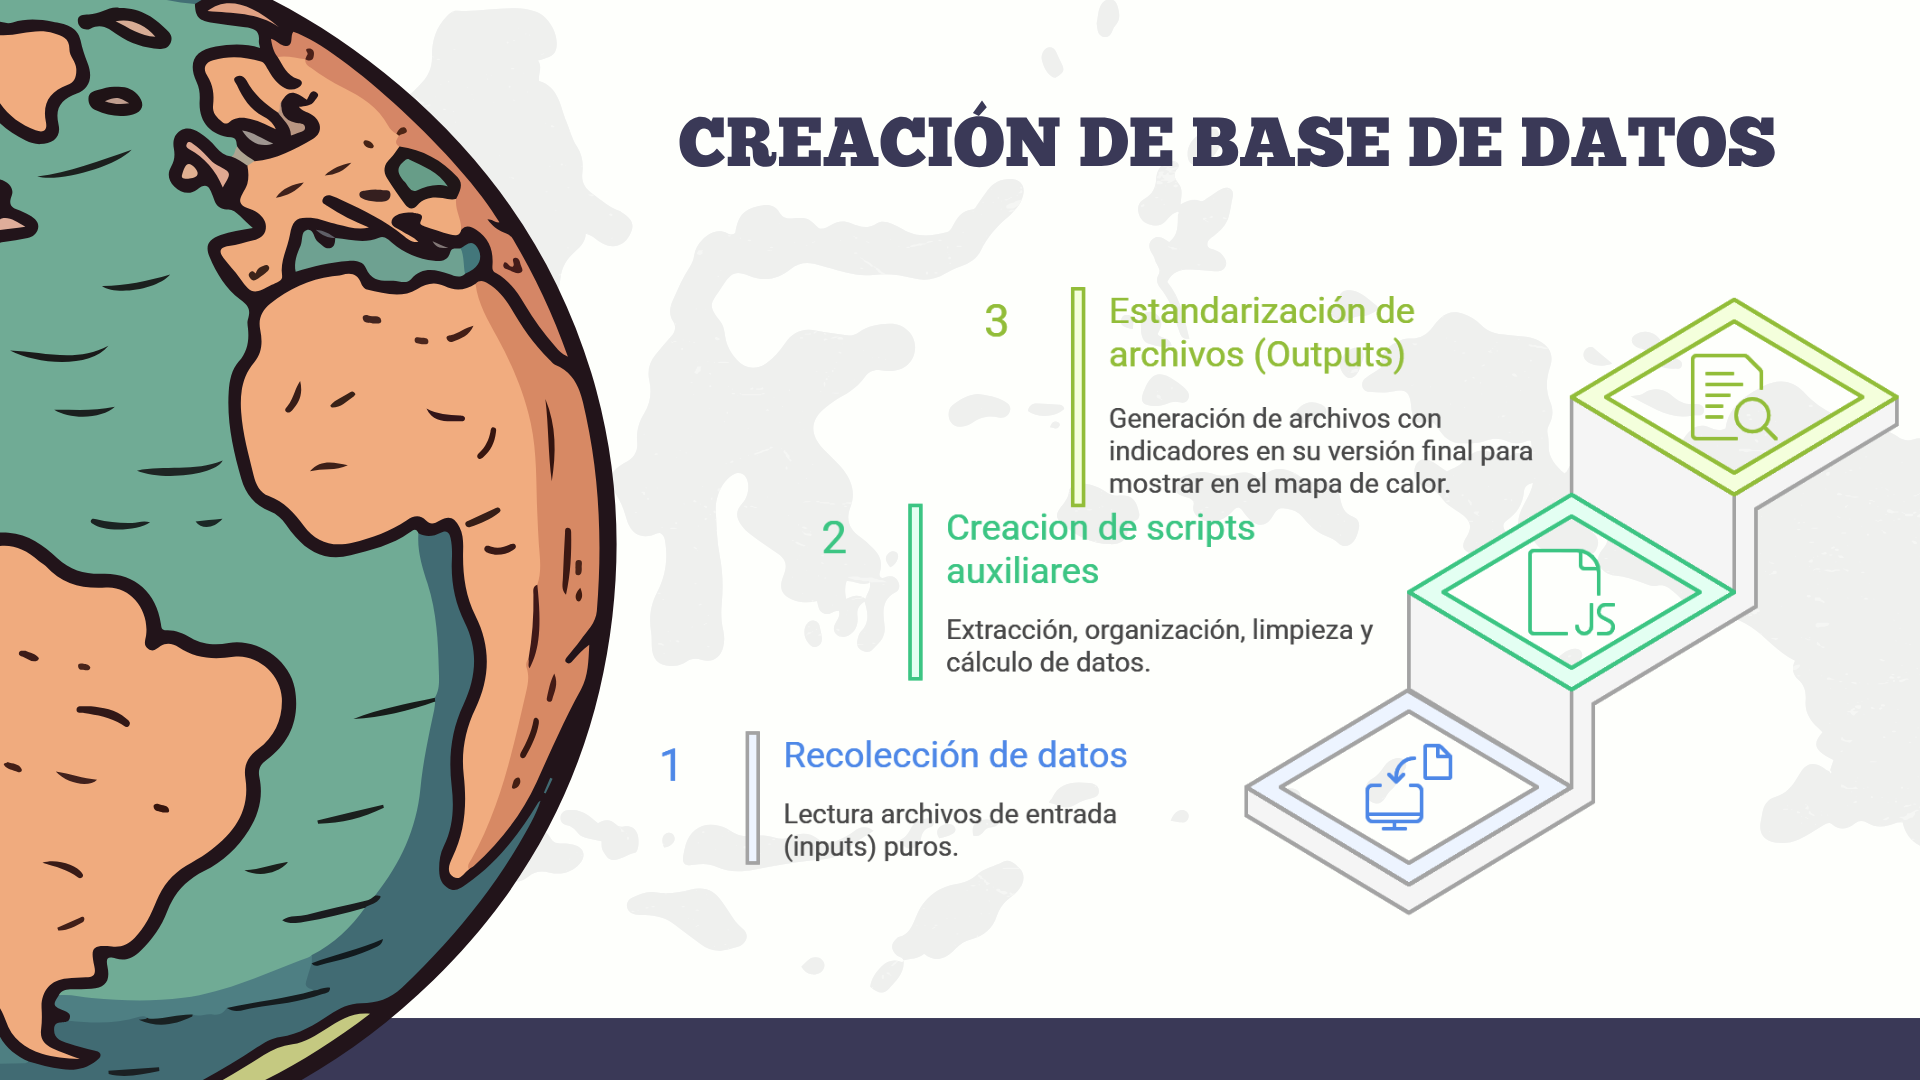 CREACIÓN DE BASE DE DATOS
3
Estandarización de
archivos (Outputs)
Generación de archivos con
indicadores en su versión final para
mostrar en el mapa de calor.
2
Creacion de scripts
auxiliares
Extracción, organización, limpieza y
cálculo de datos.
JS
1
Recolección de datos
Lectura archivos de entrada
(inputs) puros.